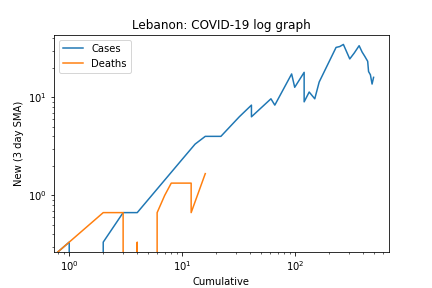 Lebanon: COVID-19 log graph
Cases
Deaths
New (3 day SMA)
10¹
10⁰
10⁰ 10¹ 10²
Cumulative